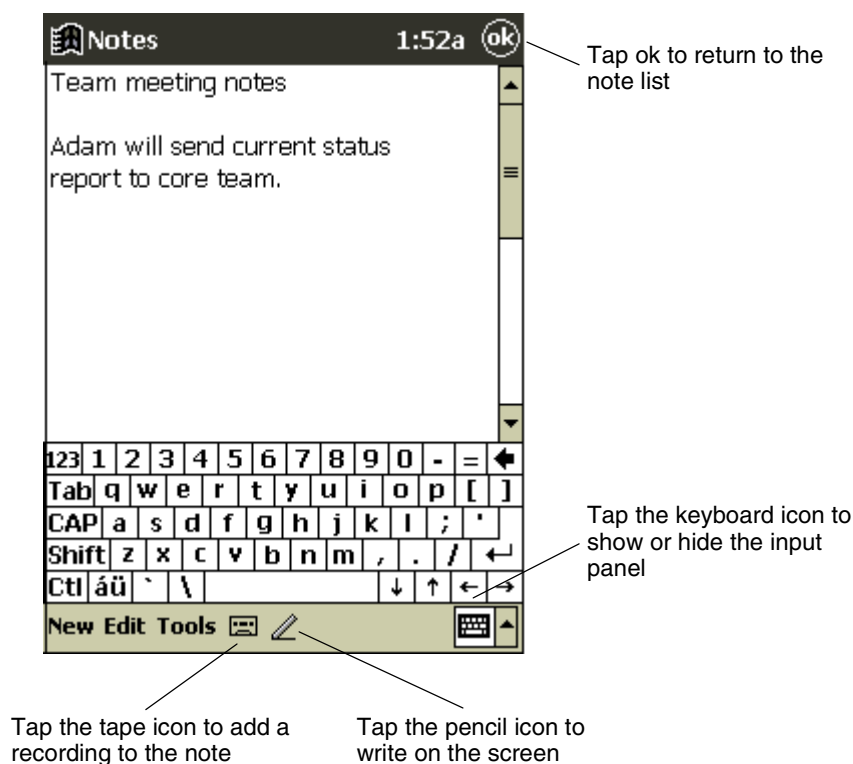 Notes 1:52a ok
Tap ok to return to the
note list
Team meeting notes
Adam will send current status
report to core team.
123 1 2 3 4 5 6 7 8 9 0 - = 🡄
Tab q w e r t y u i o p [ ]
CAP a s d f g h j k l ; '
Shift z x c v b n m , . / ↵
Ctl áü ` \ ↓ ↑ ← →
Tap the keyboard icon to
show or hide the input
panel
New Edit Tools
Tap the tape icon to add a
recording to the note
Tap the pencil icon to
write on the screen